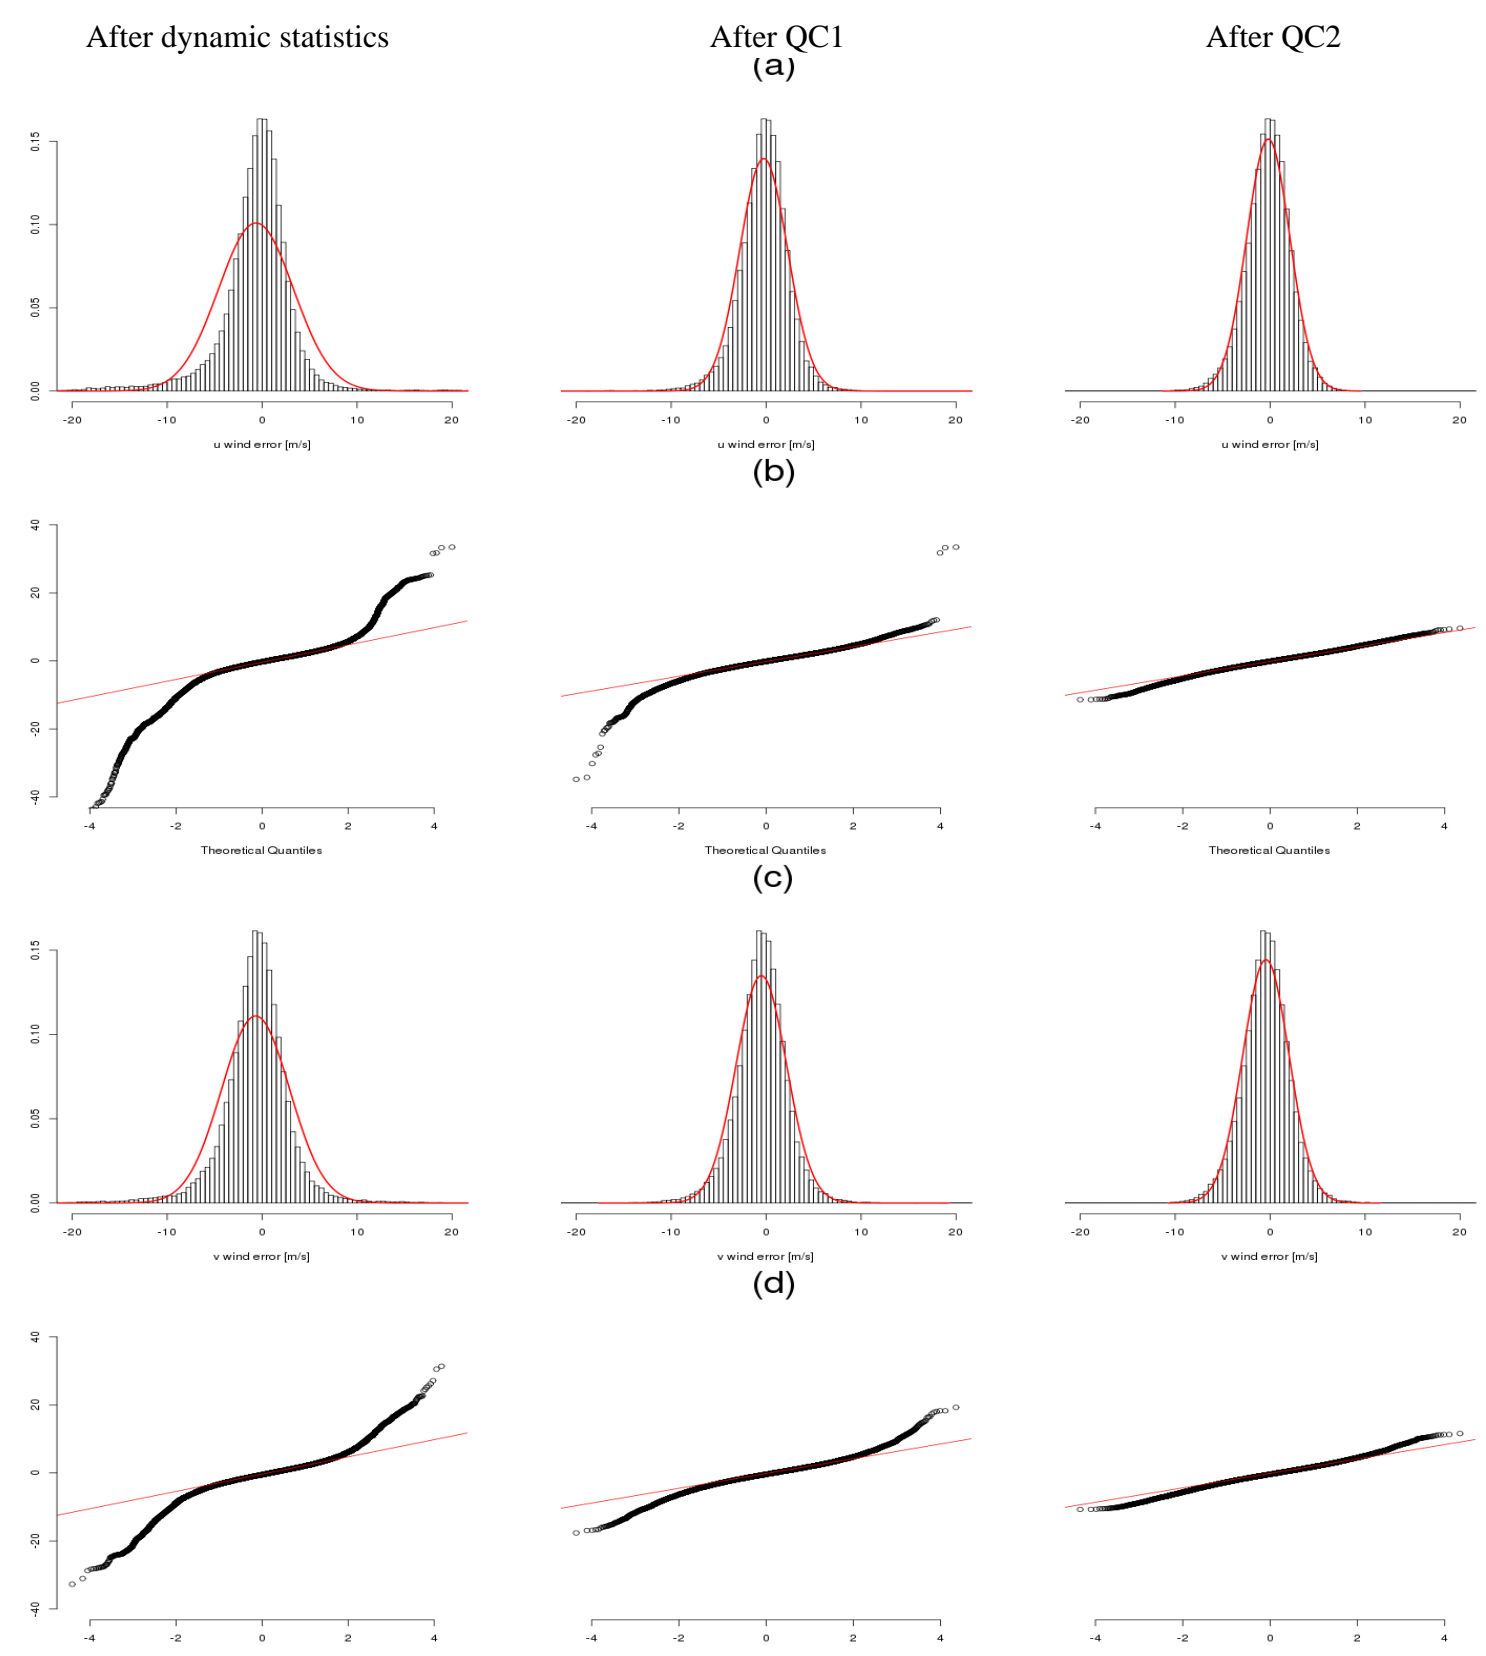 After dynamic statistics After QC1 After QC2
(a)
0.15
0.10
0.05
0.00
-20 -10 0 10 20 -20 -10 0 10 20 -20 -10 0 10 20
u wind error [m/s] u wind error [m/s] u wind error [m/s]
(b)
40
20
0
-20
-40
-4 -2 0 2 4 -4 -2 0 2 4 -4 -2 0 2 4
Theoretical Quantiles Theoretical Quantiles Theoretical Quantiles
(c)
0.15
0.10
0.05
0.00
-20 -10 0 10 20 -20 -10 0 10 20 -20 -10 0 10 20
v wind error [m/s] v wind error [m/s] v wind error [m/s]
(d)
40
20
0
-20
-40
-4 -2 0 2 4 -4 -2 0 2 4 -4 -2 0 2 4